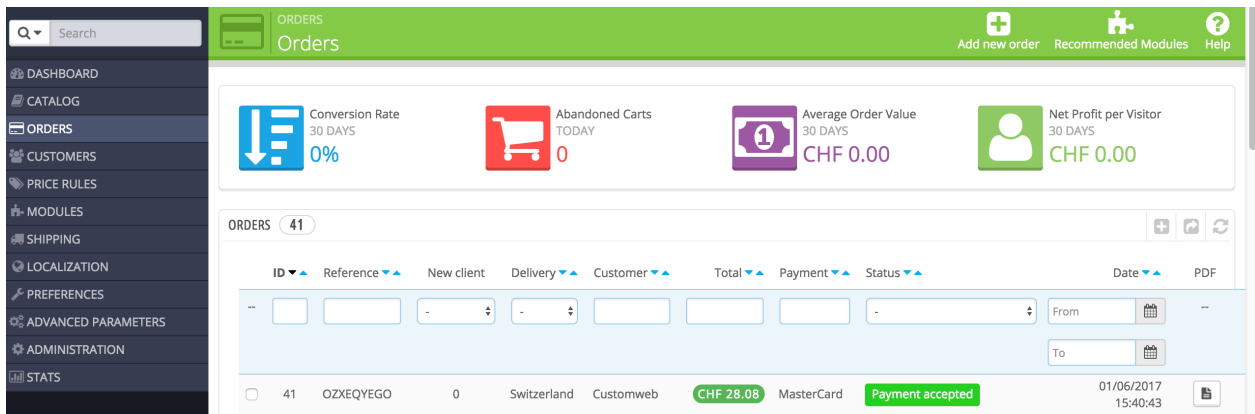 Search
DASHBOARD
CATALOG
ORDERS
CUSTOMERS
PRICE RULES
MODULES
SHIPPING
LOCALIZATION
PREFERENCES
ADVANCED PARAMETERS
ADMINISTRATION
STATS
ORDERS
Orders
Add new order Recommended Modules Help
Conversion Rate
30 DAYS
0%
Abandoned Carts
TODAY
0
Average Order Value
30 DAYS
CHF 0.00
Net Profit per Visitor
30 DAYS
CHF 0.00
ORDERS 41
ID Reference New client Delivery Customer Total Payment Status Date PDF
-- - - - From --
To
41 OZXEQYEGO 0 Switzerland Customweb CHF 28.08 MasterCard Payment accepted 01/06/2017
15:40:43